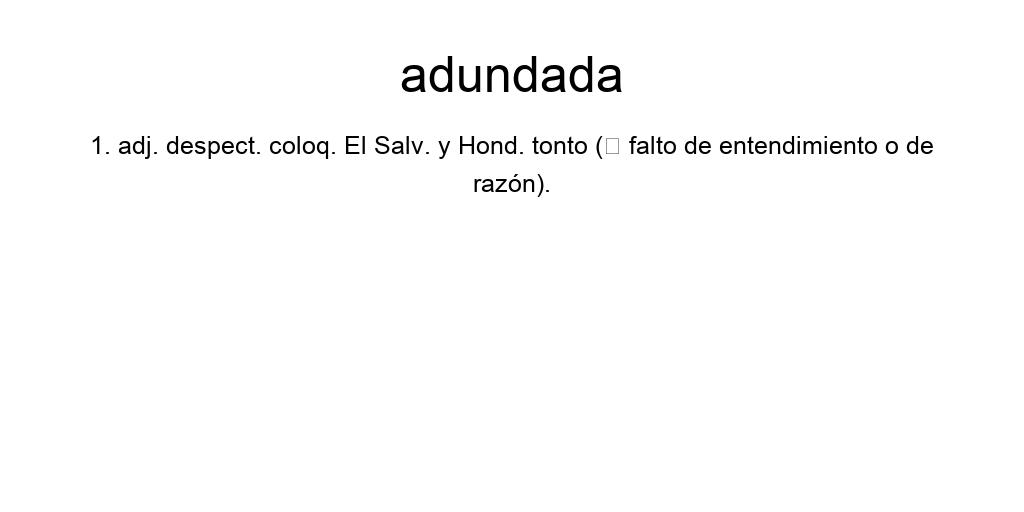 adundada
1. adj. despect. coloq. El Salv. y Hond. tonto (□ falto de entendimiento o de
razón).